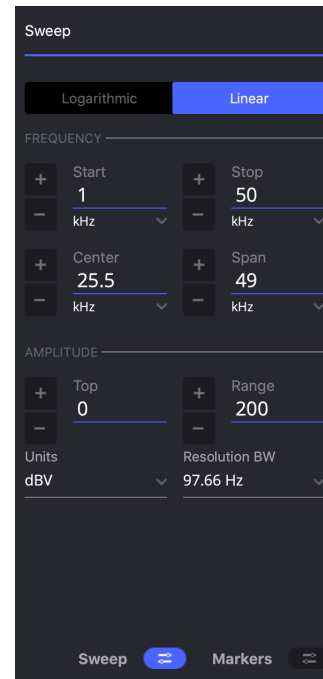 Sweep
Logarithmic Linear
FREQUENCY
+ Start + Stop
1 50
- kHz - kHz
+ Center + Span
25.5 49
- kHz - kHz
AMPLITUDE
+ Top + Range
0 200
- -
Units Resolution BW
dBV 97.66 Hz
Sweep Markers